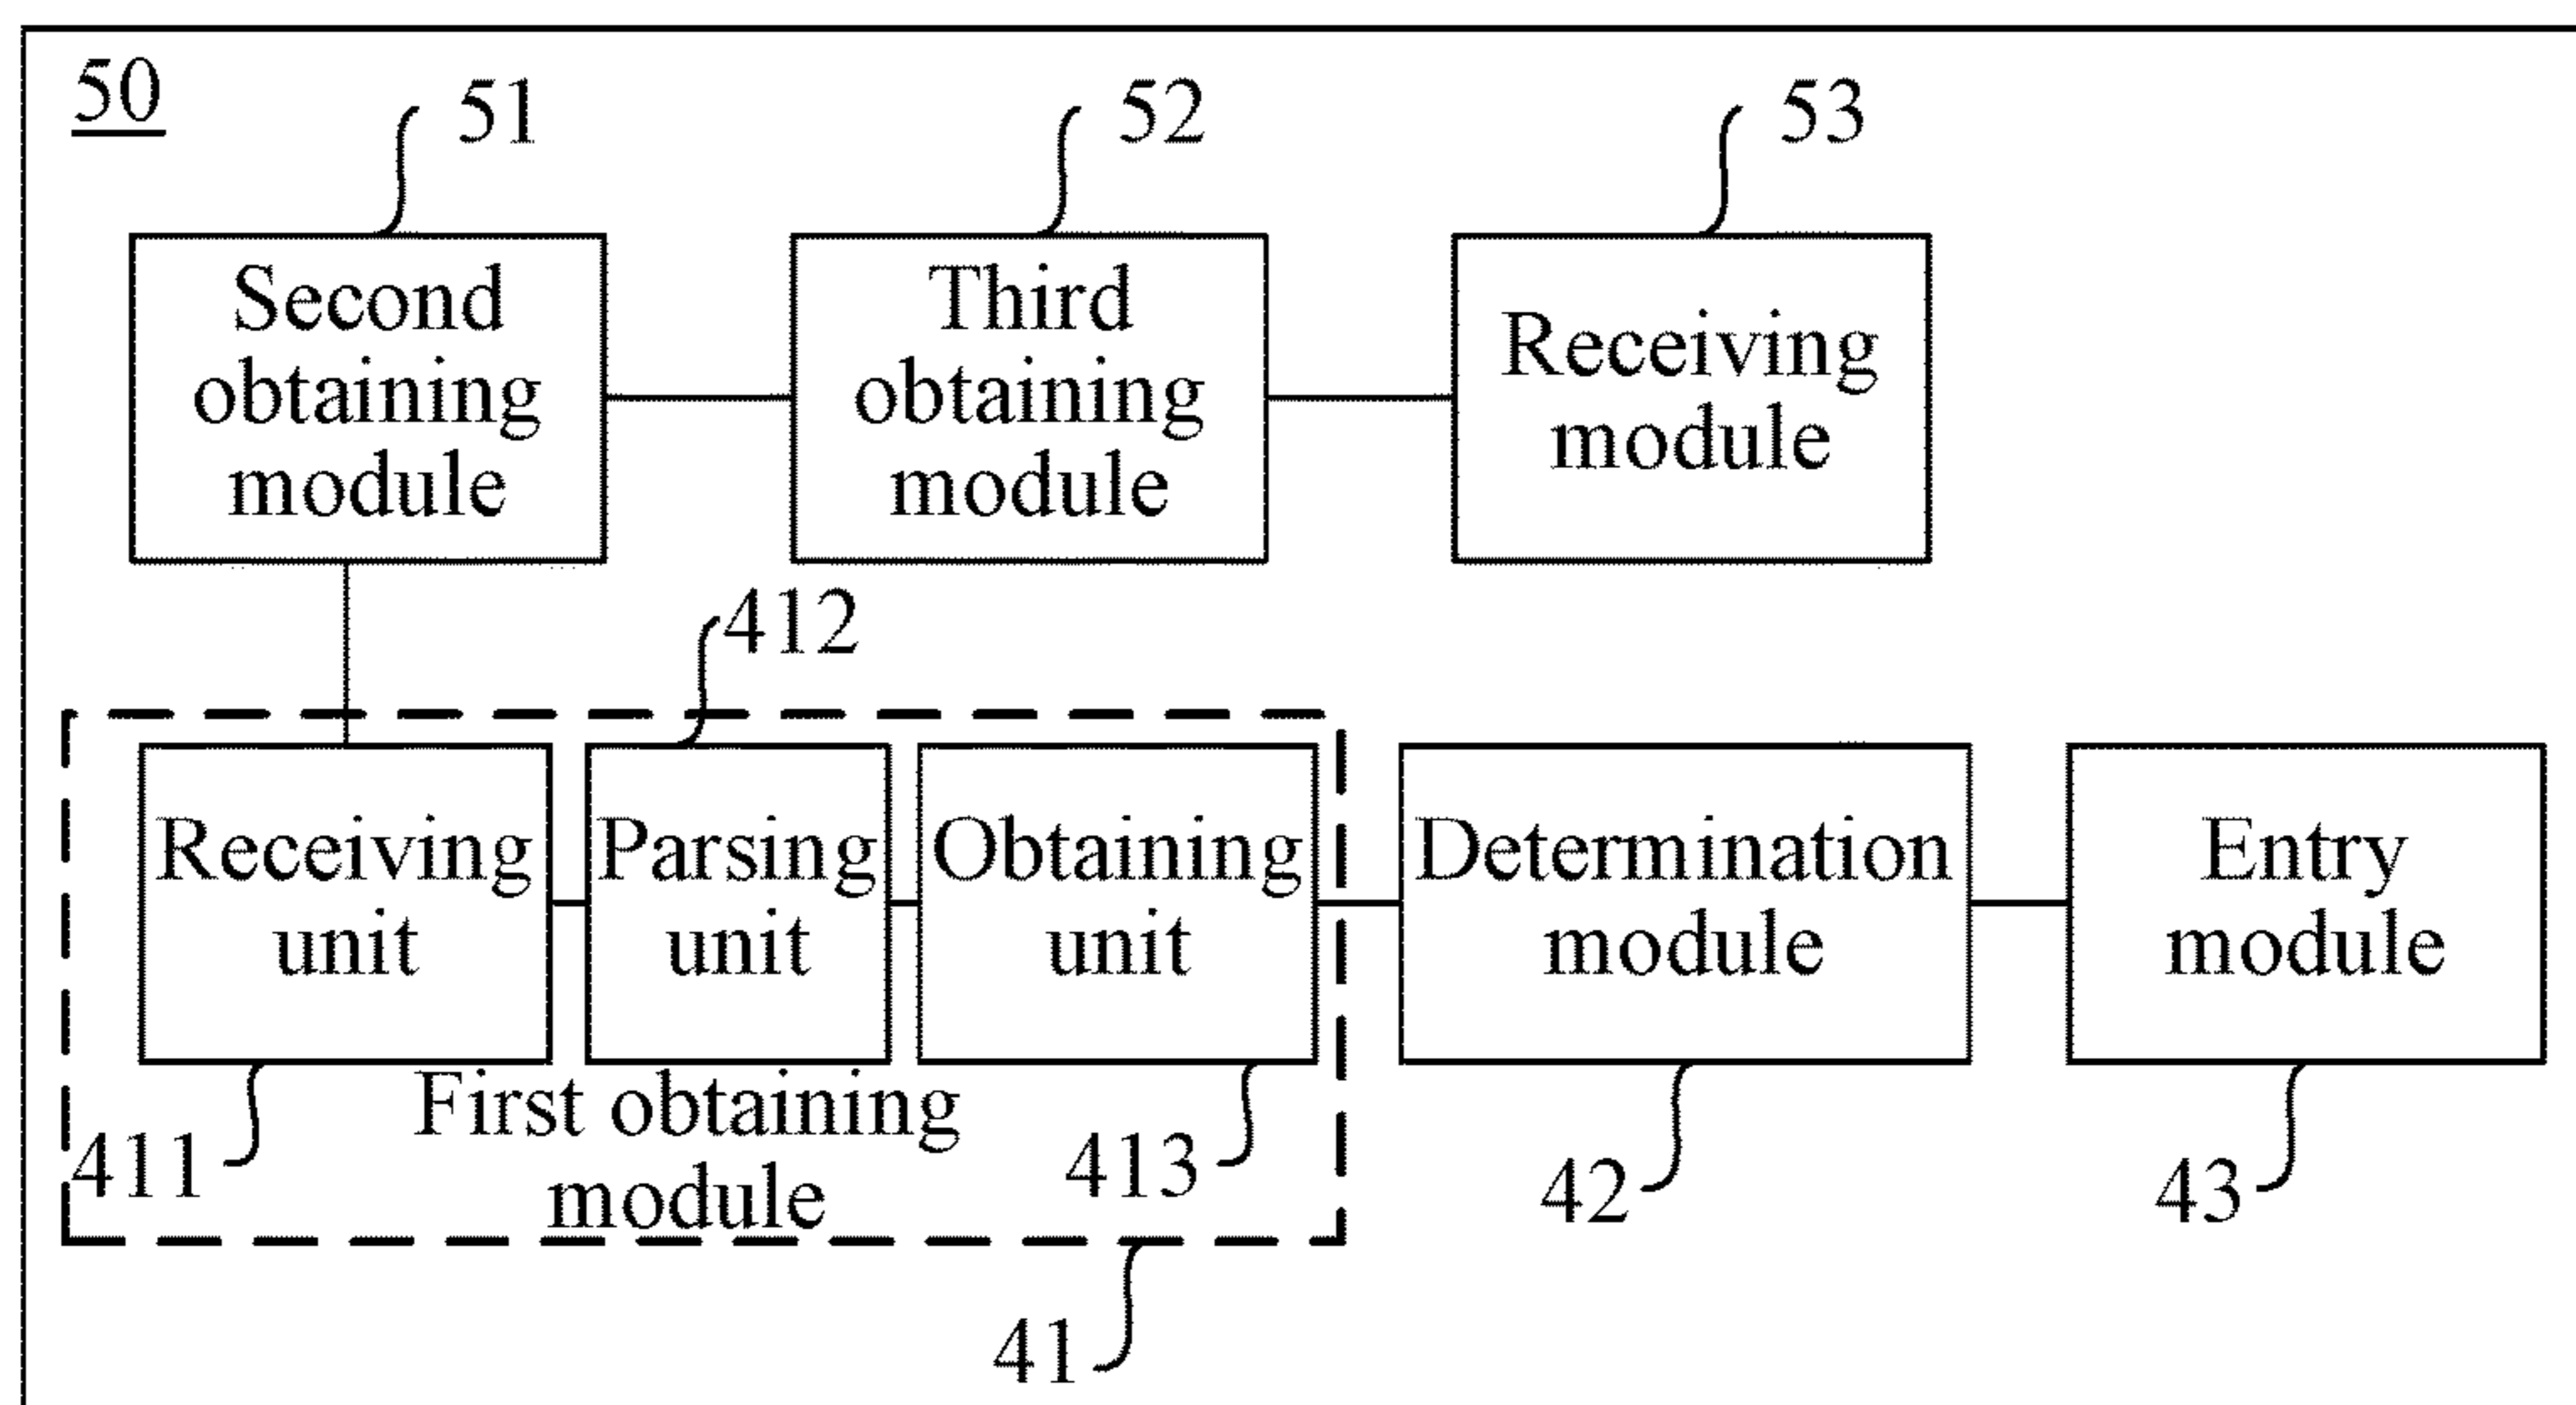 50
51
52
53
Second
obtaining
module
Third
obtaining
module
Receiving
module
412
Receiving
unit
Parsing
unit
Obtaining
unit
Determination
module
Entry
module
First obtaining
module
411
413
42
43
41